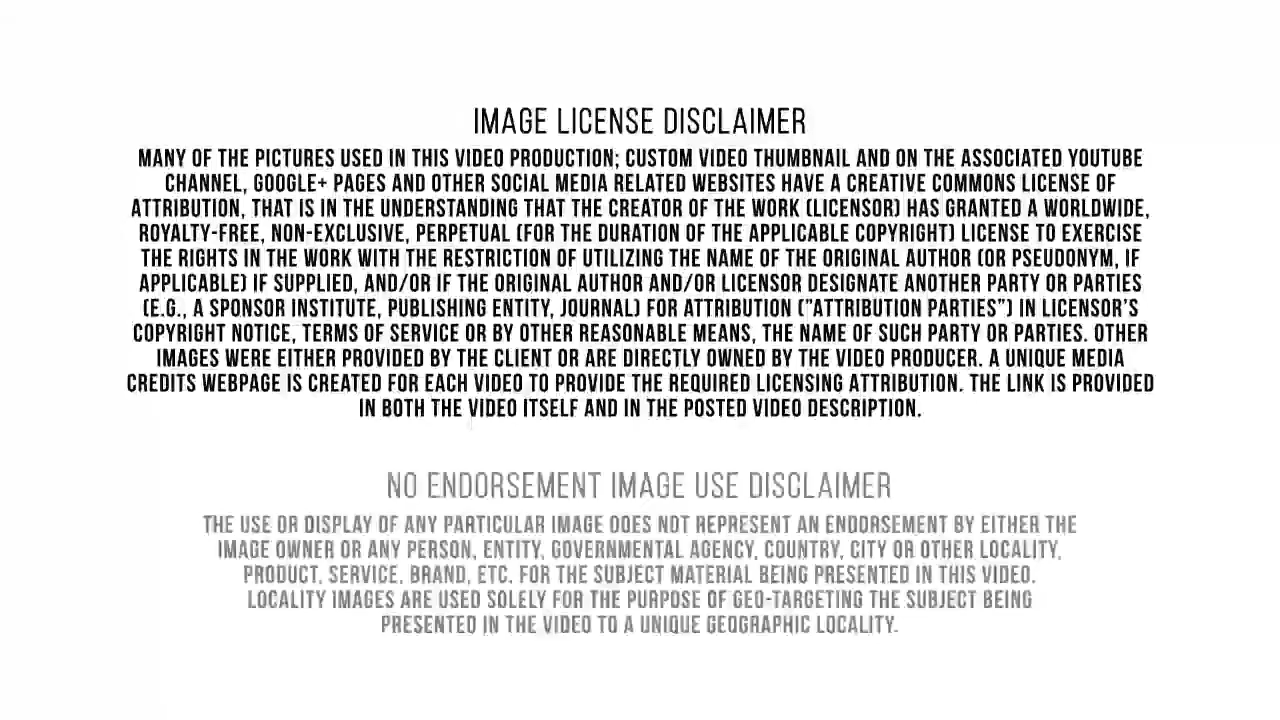 IMAGE LICENSE DISCLAIMER
MANY OF THE PICTURES USED IN THIS VIDEO PRODUCTION; CUSTOM VIDEO THUMBNAIL AND ON THE ASSOCIATED YOUTUBE
CHANNEL, GOOGLE+ PAGES AND OTHER SOCIAL MEDIA RELATED WEBSITES HAVE A CREATIVE COMMONS LICENSE OF
ATTRIBUTION, THAT IS IN THE UNDERSTANDING THAT THE CREATOR OF THE WORK (LICENSOR) HAS GRANTED A WORLDWIDE,
ROYALTY-FREE, NON-EXCLUSIVE, PERPETUAL (FOR THE DURATION OF THE APPLICABLE COPYRIGHT) LICENSE TO EXERCISE
THE RIGHTS IN THE WORK WITH THE RESTRICTION OF UTILIZING THE NAME OF THE ORIGINAL AUTHOR (OR PSEUDONYM, IF
APPLICABLE) IF SUPPLIED, AND/OR IF THE ORIGINAL AUTHOR AND/OR LICENSOR DESIGNATE ANOTHER PARTY OR PARTIES
(E.G., A SPONSOR INSTITUTE, PUBLISHING ENTITY, JOURNAL) FOR ATTRIBUTION ("ATTRIBUTION PARTIES") IN LICENSOR'S
COPYRIGHT NOTICE, TERMS OF SERVICE OR BY OTHER REASONABLE MEANS, THE NAME OF SUCH PARTY OR PARTIES. OTHER
IMAGES WERE EITHER PROVIDED BY THE CLIENT OR ARE DIRECTLY OWNED BY THE VIDEO PRODUCER. A UNIQUE MEDIA
CREDITS WEBPAGE IS CREATED FOR EACH VIDEO TO PROVIDE THE REQUIRED LICENSING ATTRIBUTION. THE LINK IS PROVIDED
IN BOTH THE VIDEO ITSELF AND IN THE POSTED VIDEO DESCRIPTION.
NO ENDORSEMENT IMAGE USE DISCLAIMER
THE USE OR DISPLAY OF ANY PARTICULAR IMAGE DOES NOT REPRESENT AN ENDORSEMENT BY EITHER THE
IMAGE OWNER OR ANY PERSON, ENTITY, GOVERNMENTAL AGENCY, COUNTRY, CITY OR OTHER LOCALITY,
PRODUCT, SERVICE, BRAND, ETC. FOR THE SUBJECT MATERIAL BEING PRESENTED IN THIS VIDEO.
LOCALITY IMAGES ARE USED SOLELY FOR THE PURPOSE OF GEO-TARGETING THE SUBJECT BEING
PRESENTED IN THE VIDEO TO A UNIQUE GEOGRAPHIC LOCALITY.